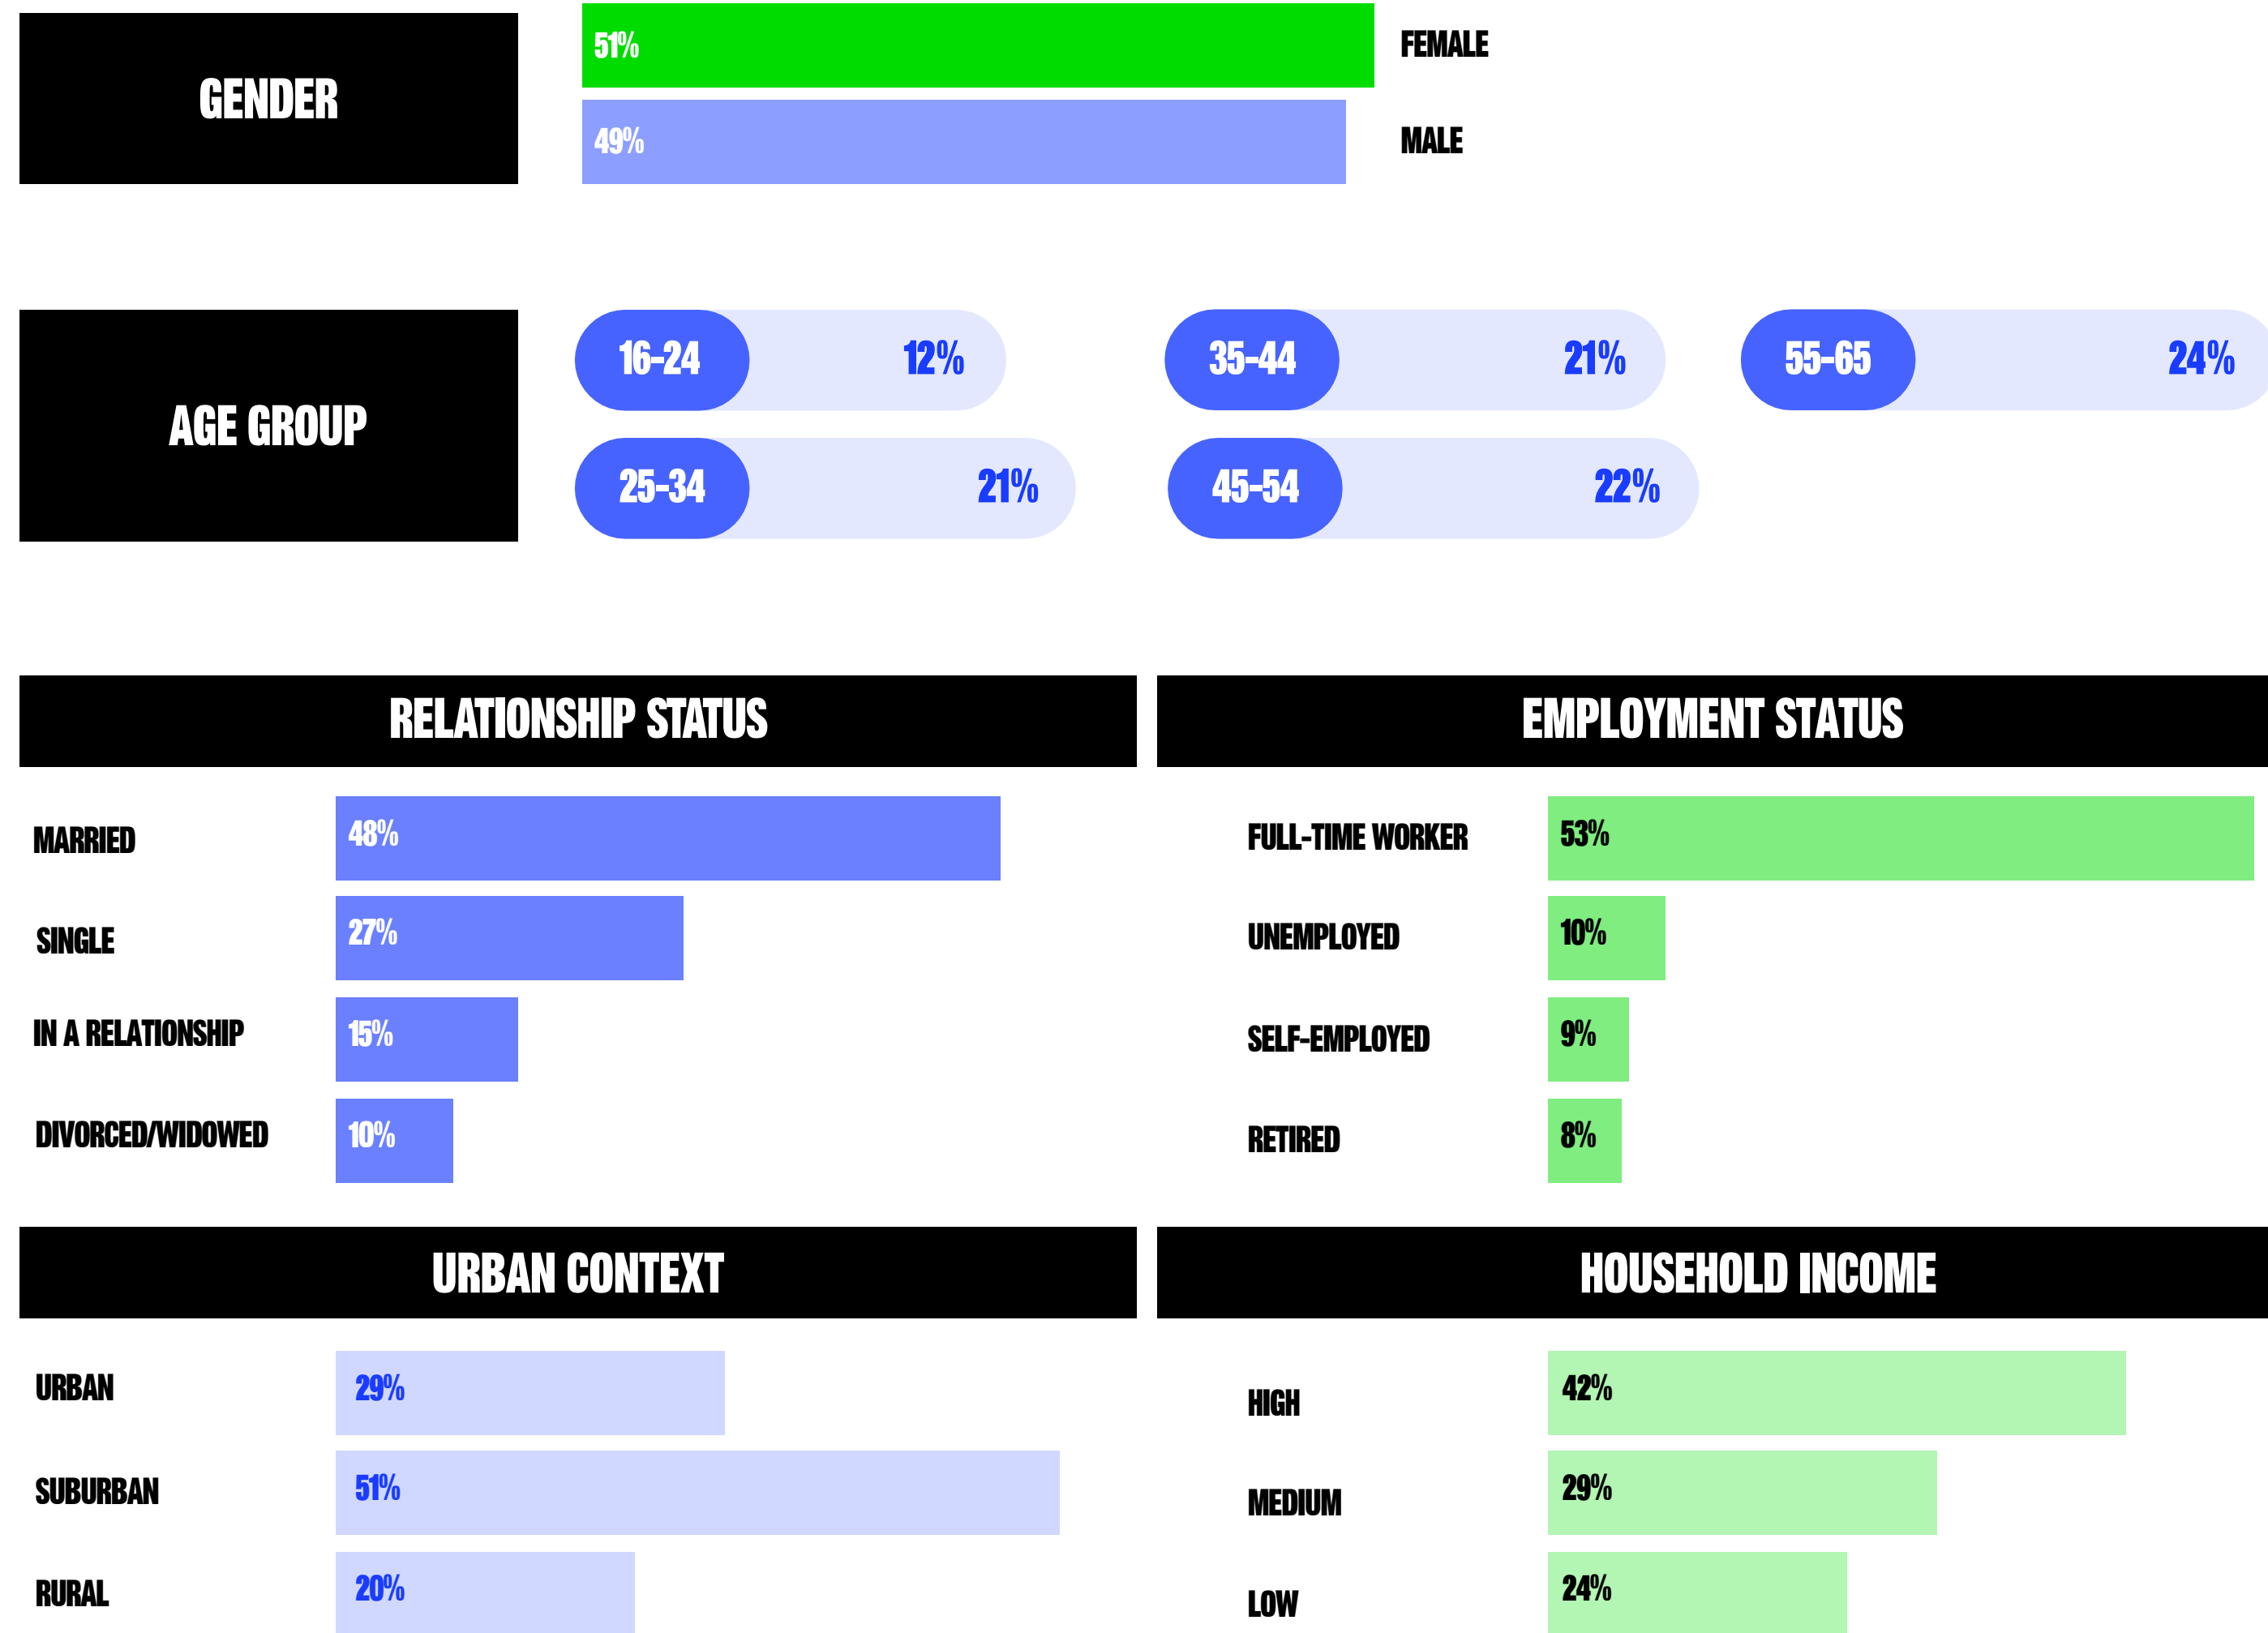 GENDER
51% FEMALE
49% MALE
AGE GROUP
16-24 12% 35-44 21% 55-65 24%
25-34 21% 45-54 22%
RELATIONSHIP STATUS
MARRIED 48%
SINGLE 27%
IN A RELATIONSHIP 15%
DIVORCED/WIDOWED 10%
EMPLOYMENT STATUS
FULL-TIME WORKER 53%
UNEMPLOYED 10%
SELF-EMPLOYED 9%
RETIRED 8%
URBAN CONTEXT
URBAN 29%
SUBURBAN 51%
RURAL 20%
HOUSEHOLD INCOME
HIGH 42%
MEDIUM 29%
LOW 24%